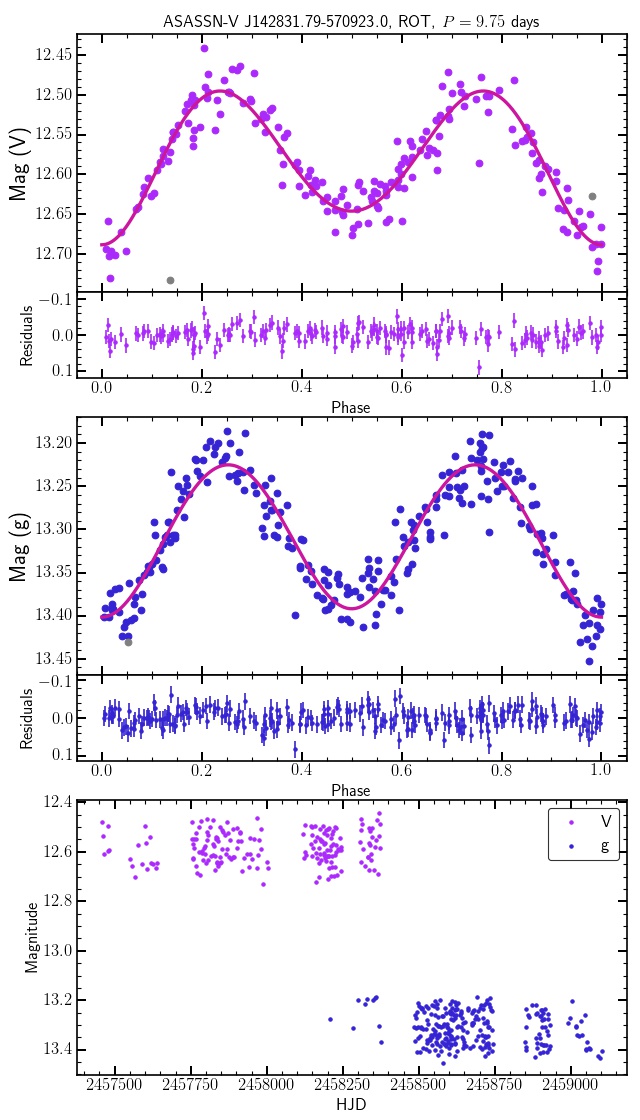 ASASSN-V J142831.79-570923.0, ROT, P = 9.75 days
12.45
12.50
12.55
12.60
12.65
12.70
Mag (V)
−0.1
0.0
0.1
Residuals
0.0 0.2 0.4 0.6 0.8 1.0
Phase
13.20
13.25
13.30
13.35
13.40
13.45
Mag (g)
−0.1
0.0
0.1
Residuals
0.0 0.2 0.4 0.6 0.8 1.0
Phase
12.4
12.6
12.8
13.0
13.2
13.4
Magnitude
V
g
2457500 2457750 2458000 2458250 2458500 2458750 2459000
HJD